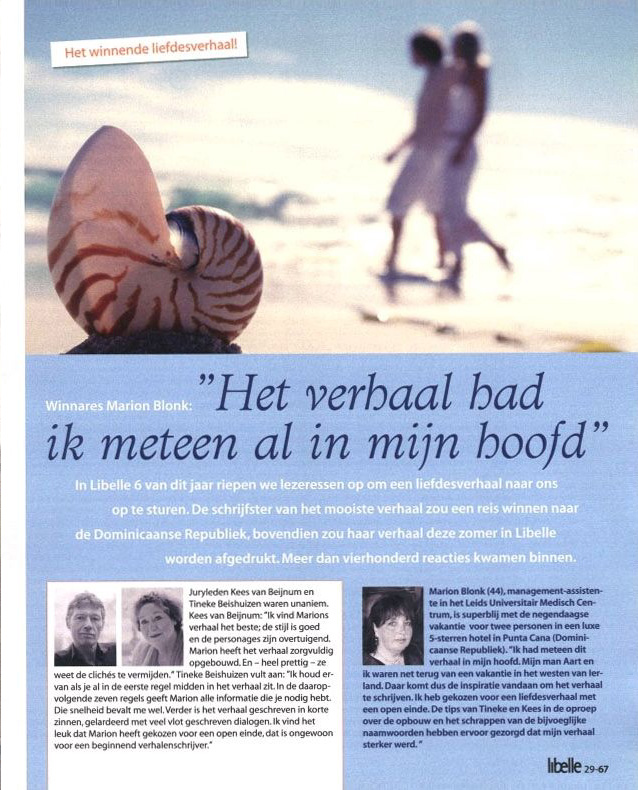 Het winnende liefdesverhaal!
Winnares Marion Blonk: "Het verhaal had
ik meteen al in mijn hoofd"
In Libelle 6 van dit jaar riepen we lezeressen op om een liefdesverhaal naar ons
op te sturen. De schrijfster van het mooiste verhaal zou een reis winnen naar
de Dominicaanse Republiek, bovendien zou haar verhaal deze zomer in Libelle
worden afgedrukt. Meer dan vierhonderd reacties kwamen binnen.
Juryleden Kees van Beijnum en
Tineke Beishuizen waren unaniem.
Kees van Beijnum: "Ik vind Marions
verhaal het beste; de stijl is goed
en de personages zijn overtuigend.
Marion heeft het verhaal zorgvuldig
opgebouwd. En – heel prettig – ze
weet de clichés te vermijden." Tineke Beishuizen vult aan: "Ik houd er-
van als je al in de eerste regel midden in het verhaal zit. In de daarop-
volgende zeven regels geeft Marion alle informatie die je nodig hebt.
Die snelheid bevalt me wel. Verder is het verhaal geschreven in korte
zinnen, gelardeerd met veel vlot geschreven dialogen. Ik vind het
leuk dat Marion heeft gekozen voor een open einde, dat is ongewoon
voor een beginnend verhalenschrijver."
Marion Blonk (44), management-assisten-
te in het Leids Universitair Medisch Cen-
trum, is superblij met de negendaagse
vakantie voor twee personen in een luxe
5-sterren hotel in Punta Cana (Domini-
caanse Republiek). "Ik had meteen dit
verhaal in mijn hoofd. Mijn man Aart en
ik waren net terug van een vakantie in het westen van Ier-
land. Daar komt dus de inspiratie vandaan om het verhaal
te schrijven. Ik heb gekozen voor een liefdesverhaal met
een open einde. De tips van Tineke en Kees in de oproep
over de opbouw en het schrappen van de bijvoeglijke
naamwoorden hebben ervoor gezorgd dat mijn verhaal
sterker werd."
libelle 29-67